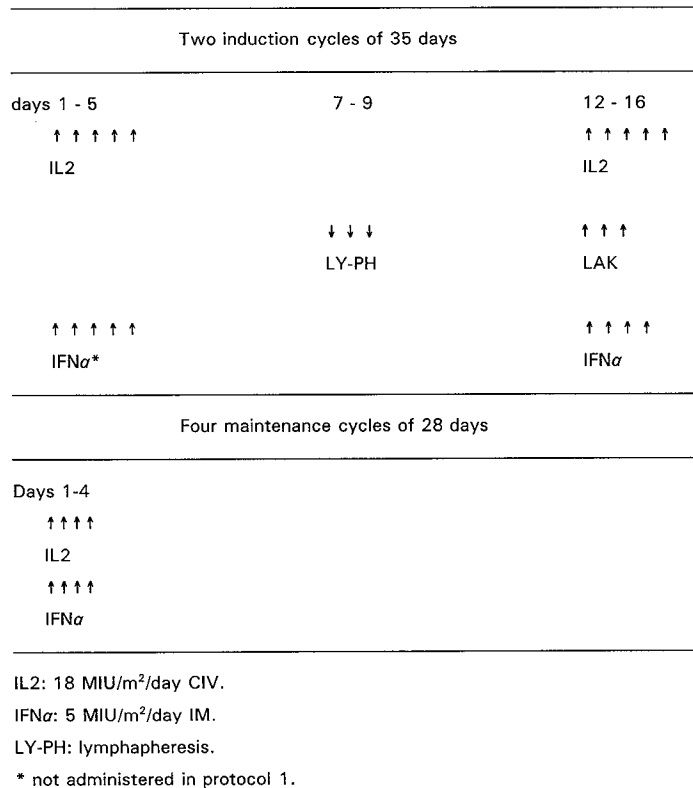 Two induction cycles of 35 days
days 1 - 5 7 - 9 12 - 16
↑ ↑ ↑ ↑ ↑ ↑ ↑ ↑ ↑ ↑
IL2 IL2
↓ ↓ ↓ ↑ ↑ ↑
LY-PH LAK
↑ ↑ ↑ ↑ ↑ ↑ ↑ ↑ ↑
IFNα* IFNα
Four maintenance cycles of 28 days
Days 1-4
↑↑↑↑
IL2
↑↑↑↑
IFNα
IL2: 18 MIU/m²/day CIV.
IFNα: 5 MIU/m²/day IM.
LY-PH: lymphapheresis.
* not administered in protocol 1.